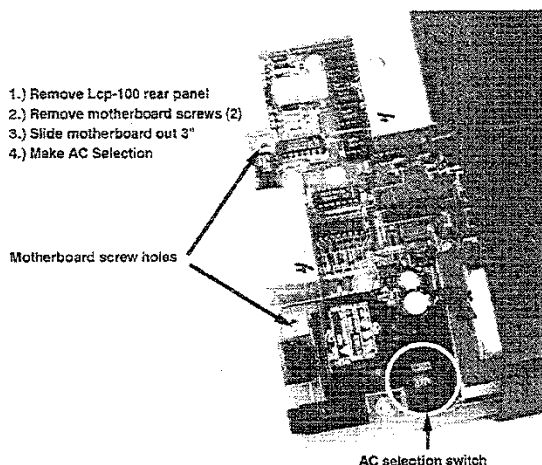 1.) Remove Lcp-100 rear panel
2.) Remove motherboard screws (2)
3.) Slide motherboard out 3"
4.) Make AC Selection
Motherboard screw holes
AC selection switch